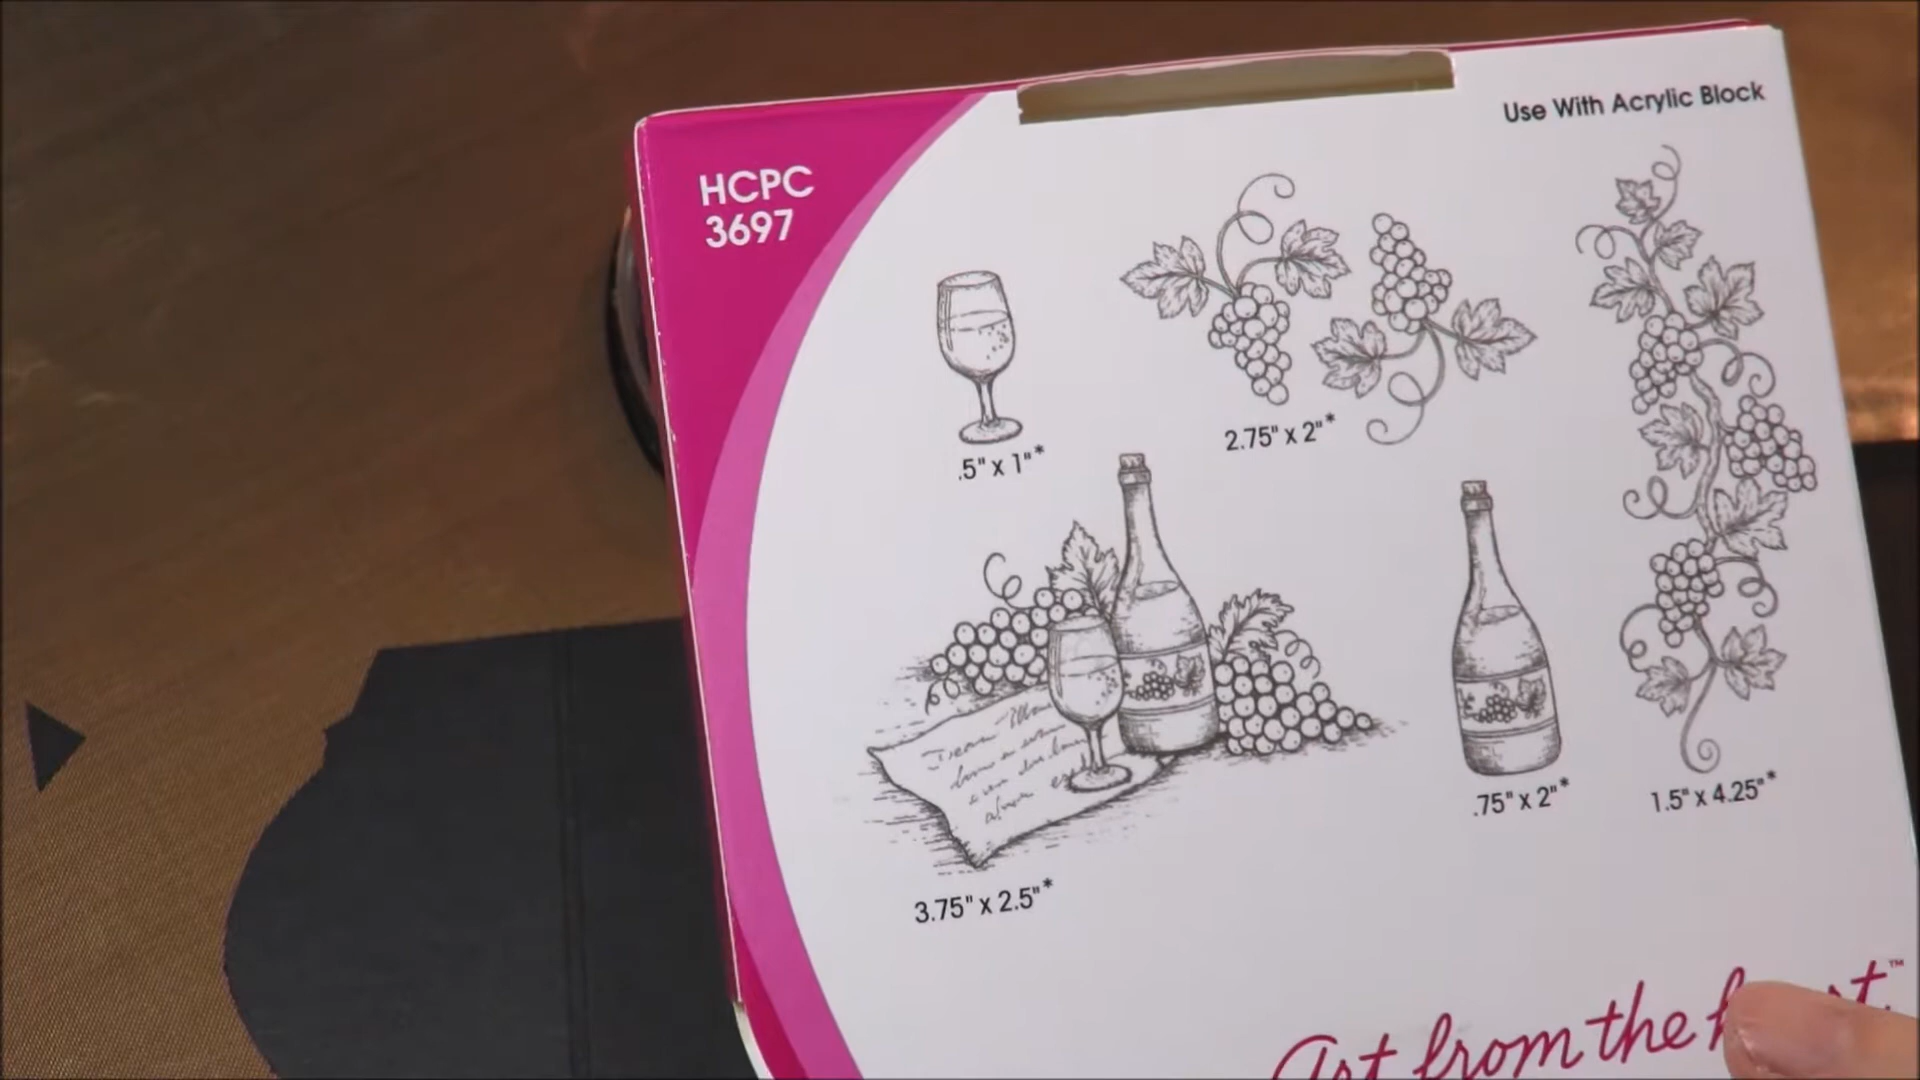 Use With Acrylic Block
HCPC
3697
.5" x 1"*
2.75" x 2"*
.75" x 2"*
1.5" x 4.25"*
3.75" x 2.5"*
Art from the ™